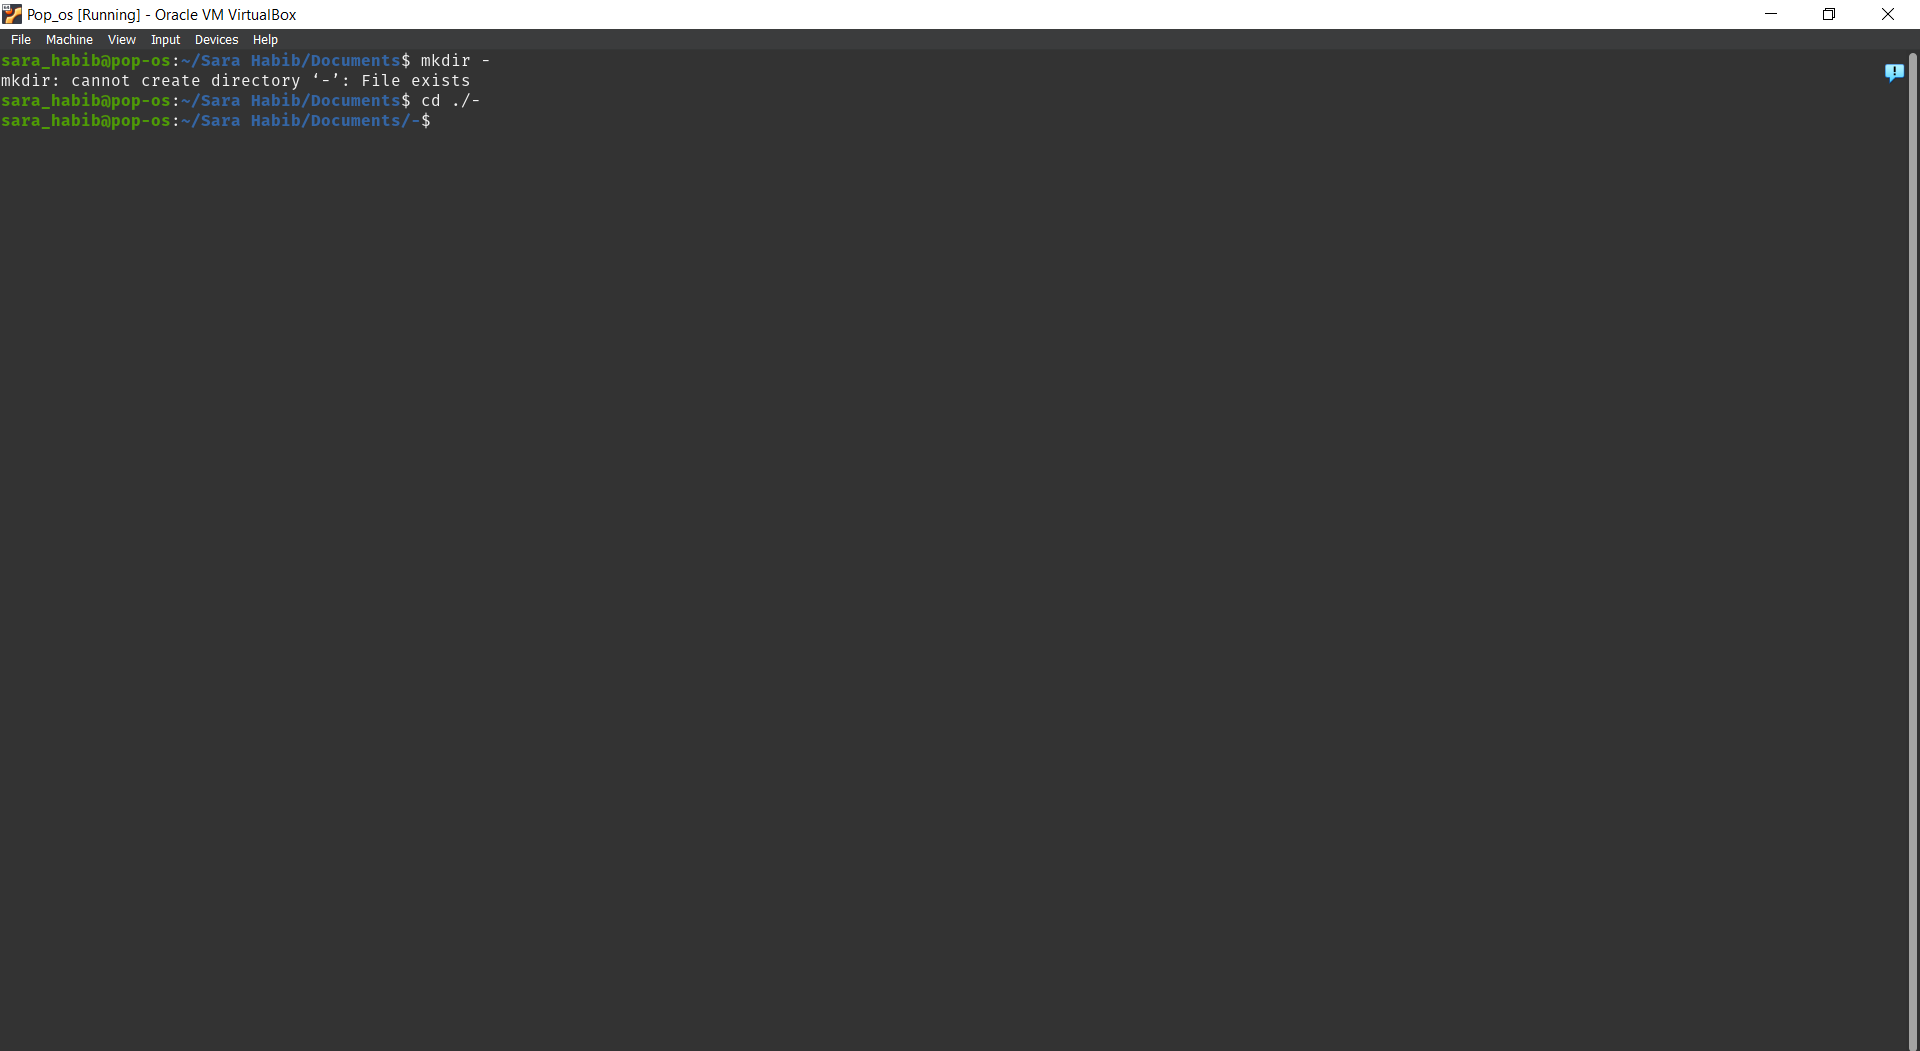 Pop_os [Running] - Oracle VM VirtualBox
File Machine View Input Devices Help
sara_habib@pop-os:~/Sara Habib/Documents$ mkdir -
mkdir: cannot create directory ‘-’: File exists
sara_habib@pop-os:~/Sara Habib/Documents$ cd ./-
sara_habib@pop-os:~/Sara Habib/Documents/-$